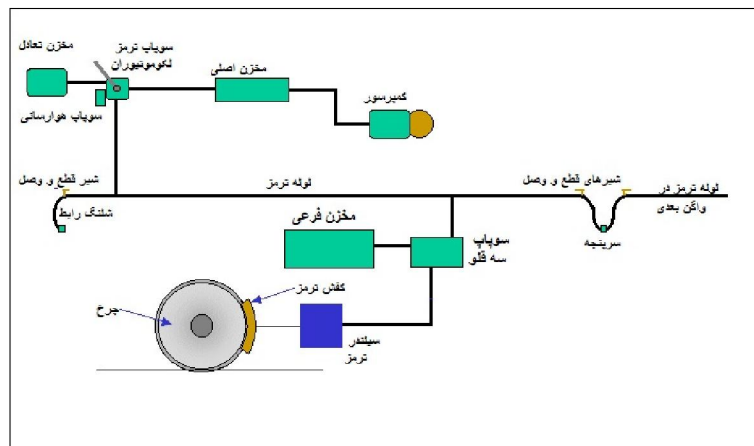 مخزن تعادل
سوپاپ ترمز
لکوموتیوران
مخزن اصلی
کمپرسور
سوپاپ هوارسانی
شیر قطع و وصل
لوله ترمز
شیرهای قطع و وصل
لوله ترمز در
واگن بعدی
شلنگ رابط
مخزن فرعی
سوپاپ
سه قلو
سرپنجه
کفش ترمز
چرخ
سیلندر
ترمز